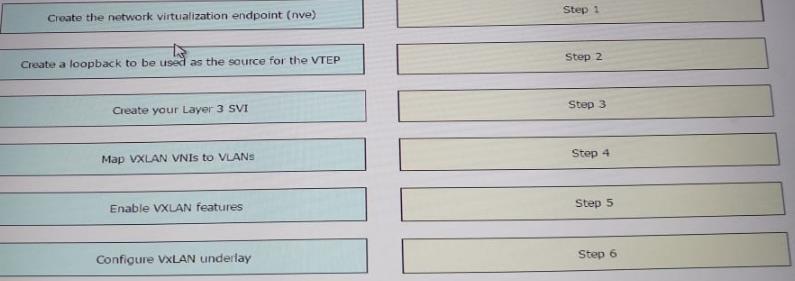 Create the network virtualization endpoint (nve)
Step 1
Create a loopback to be used as the source for the VTEP
Step 2
Create your Layer 3 SVI
Step 3
Map VXLAN VNIs to VLANs
Step 4
Enable VXLAN features
Step 5
Configure VxLAN underlay
Step 6